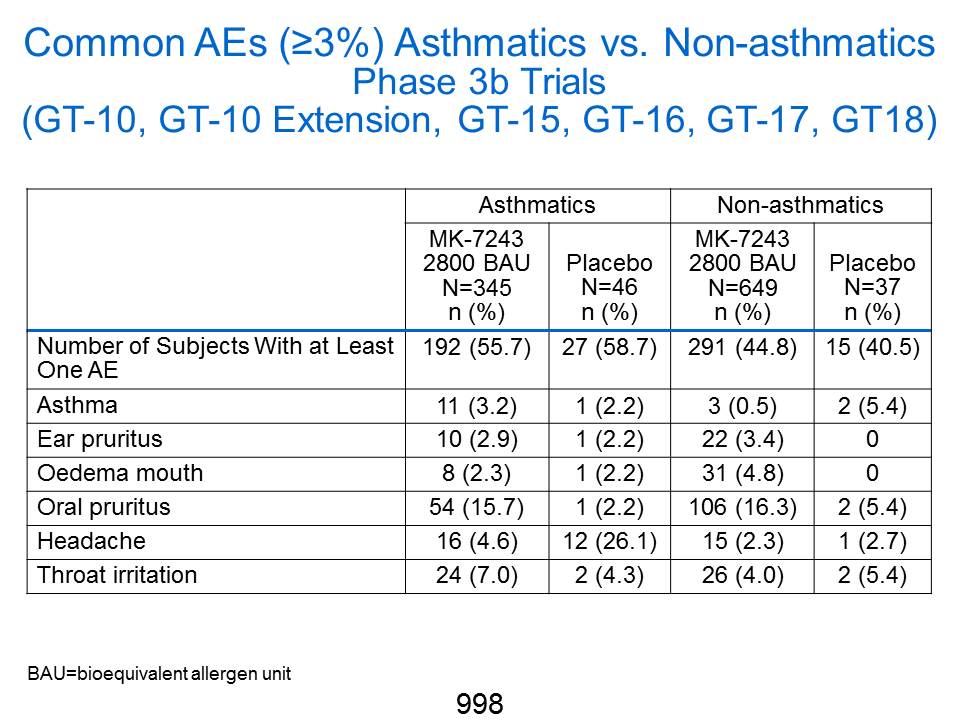 Common AEs (≥3%) Asthmatics vs. Non-asthmatics
Phase 3b Trials
(GT-10, GT-10 Extension, GT-15, GT-16, GT-17, GT18)
Asthmatics Non-asthmatics
MK-7243 2800 BAU N=345 n (%) Placebo N=46 n (%) MK-7243 2800 BAU N=649 n (%) Placebo N=37 n (%)
Number of Subjects With at Least One AE 192 (55.7) 27 (58.7) 291 (44.8) 15 (40.5)
Asthma 11 (3.2) 1 (2.2) 3 (0.5) 2 (5.4)
Ear pruritus 10 (2.9) 1 (2.2) 22 (3.4) 0
Oedema mouth 8 (2.3) 1 (2.2) 31 (4.8) 0
Oral pruritus 54 (15.7) 1 (2.2) 106 (16.3) 2 (5.4)
Headache 16 (4.6) 12 (26.1) 15 (2.3) 1 (2.7)
Throat irritation 24 (7.0) 2 (4.3) 26 (4.0) 2 (5.4)
BAU=bioequivalent allergen unit
998